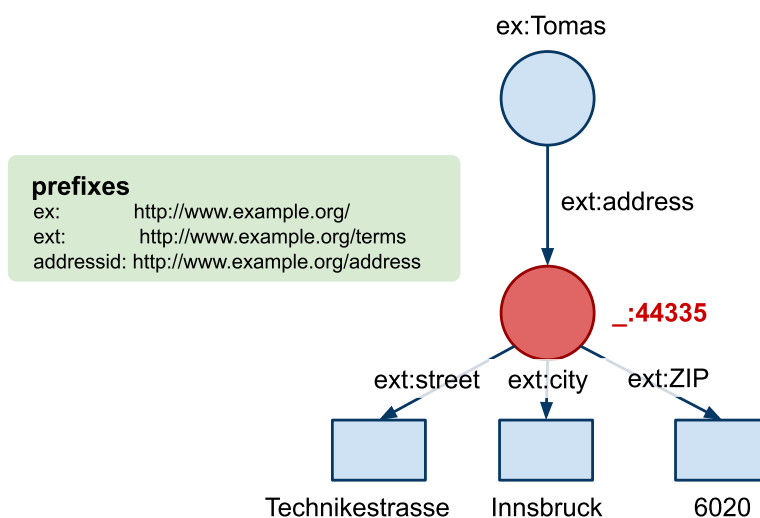 ex:Tomas
prefixes
ex: http://www.example.org/
ext: http://www.example.org/terms
addressid: http://www.example.org/address
ext:address
_:44335
ext:street ext:city ext:ZIP
Technikestrasse Innsbruck 6020